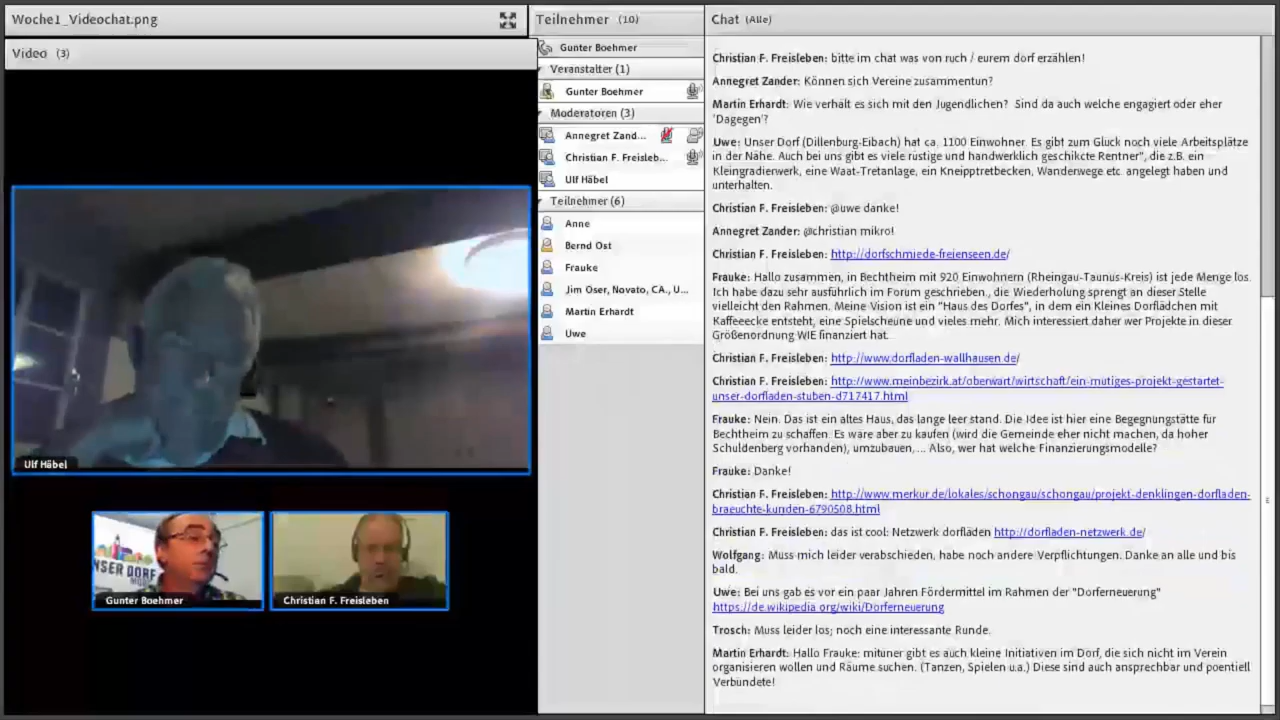 Woche1_Videochat.png
Video (3)
Ulf Häbel
NSER DORF
Gunter Boehmer
Christian F. Freisleben
Teilnehmer (10)
Gunter Boehmer
Veranstalter (1)
Gunter Boehmer
Moderatoren (3)
Annegret Zand...
Christian F. Freisleb...
Ulf Häbel
Teilnehmer (6)
Anne
Bernd Ost
Frauke
Jim Oser, Novato, CA., U...
Martin Erhardt
Uwe
Chat (Alle)
Christian F. Freisleben: bitte im chat was von ruch / eurem dorf erzählen!
Annegret Zander: Können sich Vereine zusammentun?
Martin Erhardt: Wie verhält es sich mit den Jugendlichen? Sind da auch welche engagiert oder eher
'Dagegen'?
Uwe: Unser Dorf (Dillenburg-Eibach) hat ca. 1100 Einwohner. Es gibt zum Glück noch viele Arbeitsplätze
in der Nähe. Auch bei uns gibt es viele rüstige und handwerklich geschickte Rentner", die z.B. ein
Kleingradierwerk, eine Waat-Tretanlage, ein Kneipptretbecken, Wanderwege etc. angelegt haben und
unterhalten.
Christian F. Freisleben: @uwe danke!
Annegret Zander: @christian mikro!
Christian F. Freisleben: http://dorfschmiede-freienseen.de/
Frauke: Hallo zusammen, in Bechtheim mit 920 Einwohnern (Rheingau-Taunus-Kreis) ist jede Menge los.
Ich habe dazu sehr ausführlich im Forum geschrieben., die Wiederholung sprengt an dieser Stelle
vielleicht den Rahmen. Meine Vision ist ein "Haus des Dorfes", in dem ein Kleines Dorflädchen mit
Kaffeeecke entsteht, eine Spielscheune und vieles mehr. Mich interessiert daher wer Projekte in dieser
Größenordnung WIE finanziert hat.
Christian F. Freisleben: http://www.dorfladen-wallhausen.de/
Christian F. Freisleben: http://www.meinbezirk.at/oberwart/wirtschaft/ein-mutiges-projekt-gestartet-
unser-dorfladen-stuben-d717417.html
Frauke: Nein. Das ist ein altes Haus, das lange leer stand. Die Idee ist hier eine Begegnungstätte für
Bechtheim zu schaffen. Es wäre aber zu kaufen (wird die Gemeinde eher nicht machen, da hoher
Schuldenberg vorhanden), umzubauen,... Also, wer hat welche Finanzierungsmodelle?
Frauke: Danke!
Christian F. Freisleben: http://www.merkur.de/lokales/schongau/schongau/projekt-denklingen-dorfladen-
braeuchte-kunden-6790508.html
Christian F. Freisleben: das ist cool: Netzwerk dorfläden http://dorfladen-netzwerk.de/
Wolfgang: Muss mich leider verabschieden, habe noch andere Verpflichtungen. Danke an alle und bis
bald.
Uwe: Bei uns gab es vor ein paar Jahren Fördermittel im Rahmen der "Dorferneuerung"
https://de.wikipedia.org/wiki/Dorferneuerung
Trosch: Muss leider los; noch eine interessante Runde.
Martin Erhardt: Hallo Frauke: mituner gibt es auch kleine Initiativen im Dorf, die sich nicht im Verein
organisieren wollen und Räume suchen. (Tanzen, Spielen u.a.) Diese sind auch ansprechbar und poentiell
Verbündete!